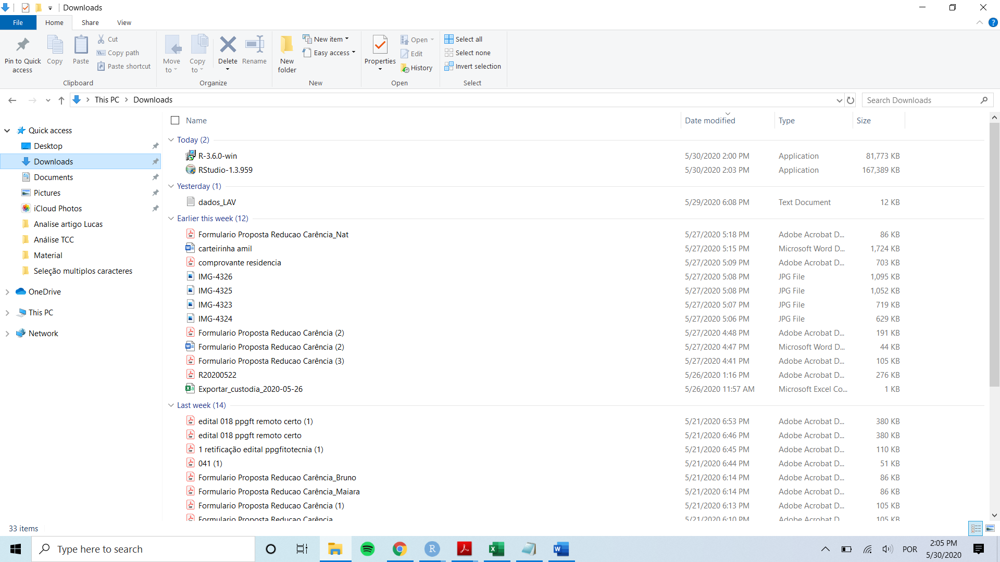 Downloads
File Home Share View
Pin to Quick access
Copy
Paste
Cut
Copy path
Paste shortcut
Clipboard
Move to
Copy to
Delete
Rename
Organize
New folder
New item
Easy access
New
Properties
Open
Edit
History
Open
Select all
Select none
Invert selection
Select
This PC Downloads
Search Downloads
Quick access
Desktop
Downloads
Documents
Pictures
iCloud Photos
Analise artigo Lucas
Análise TCC
Material
Seleção multiplos caracteres
OneDrive
This PC
Network
Name Date modified Type Size
Today (2)
R-3.6.0-win 5/30/2020 2:00 PM Application 81,773 KB
RStudio-1.3.959 5/30/2020 2:03 PM Application 167,389 KB
Yesterday (1)
dados_LAV 5/29/2020 6:08 PM Text Document 12 KB
Earlier this week (12)
Formulario Proposta Reducao Carência_Nat 5/27/2020 5:18 PM Adobe Acrobat D... 86 KB
carteirinha amil 5/27/2020 5:15 PM Microsoft Word D... 1,724 KB
comprovante residencia 5/27/2020 5:09 PM Adobe Acrobat D... 703 KB
IMG-4326 5/27/2020 5:08 PM JPG File 1,095 KB
IMG-4325 5/27/2020 5:08 PM JPG File 1,052 KB
IMG-4323 5/27/2020 5:07 PM JPG File 719 KB
IMG-4324 5/27/2020 5:06 PM JPG File 629 KB
Formulario Proposta Reducao Carência (2) 5/27/2020 4:48 PM Adobe Acrobat D... 191 KB
Formulario Proposta Reducao Carência (2) 5/27/2020 4:47 PM Microsoft Word D... 44 KB
Formulario Proposta Reducao Carência (3) 5/27/2020 4:41 PM Adobe Acrobat D... 105 KB
R20200522 5/26/2020 1:16 PM Adobe Acrobat D... 276 KB
Exportar_custodia_2020-05-26 5/26/2020 11:57 AM Microsoft Excel Co... 1 KB
Last week (14)
edital 018 ppgft remoto certo (1) 5/21/2020 6:53 PM Adobe Acrobat D... 380 KB
edital 018 ppgft remoto certo 5/21/2020 6:46 PM Adobe Acrobat D... 380 KB
1 retificação edital ppgfitotecnia (1) 5/21/2020 6:45 PM Adobe Acrobat D... 110 KB
041 (1) 5/21/2020 6:44 PM Adobe Acrobat D... 51 KB
Formulario Proposta Reducao Carência_Bruno 5/21/2020 6:14 PM Adobe Acrobat D... 86 KB
Formulario Proposta Reducao Carência_Maiara 5/21/2020 6:14 PM Adobe Acrobat D... 86 KB
Formulario Proposta Reducao Carência (1) 5/21/2020 6:13 PM Adobe Acrobat D... 105 KB
Formulario Proposta Reducao Carência 5/21/2020 6:10 PM Adobe Acrobat D... 105 KB
33 items
Type here to search
POR
2:05 PM
5/30/2020